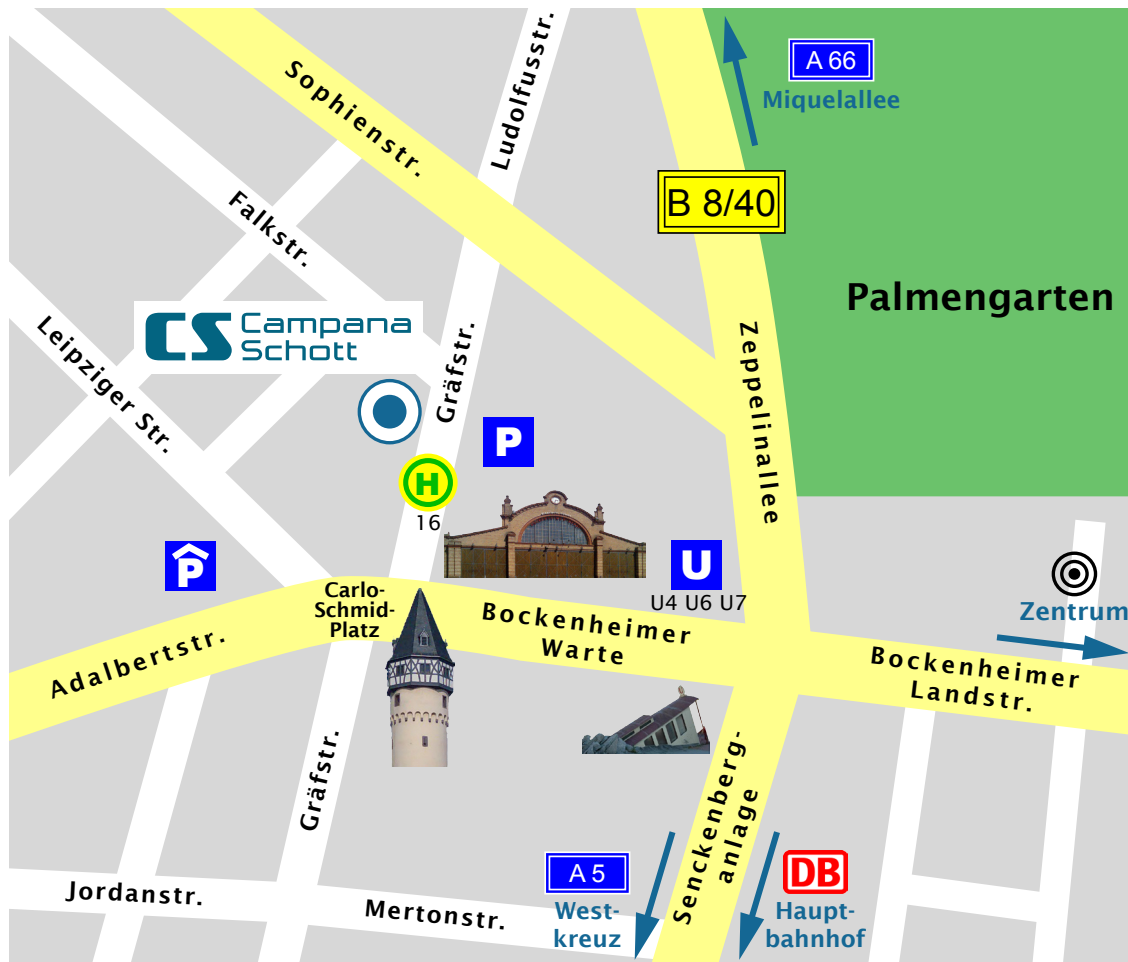 Ludolfusstr.
Sophienstr.
A 66
Miquelallee
B 8/40
Falkstr.
Palmengarten
CS Campana
Schott
Leipziger Str.
Gräfstr.
Zeppelinallee
P
H
16
P
U
U4 U6 U7
Carlo-
Schmid-
Platz
Bockenheimer
Warte
Zentrum
Adalbertstr.
Bockenheimer
Landstr.
Gräfstr.
Senckenberg-
anlage
A 5
West-
kreuz
DB
Haupt-
bahnhof
Jordanstr.
Mertonstr.